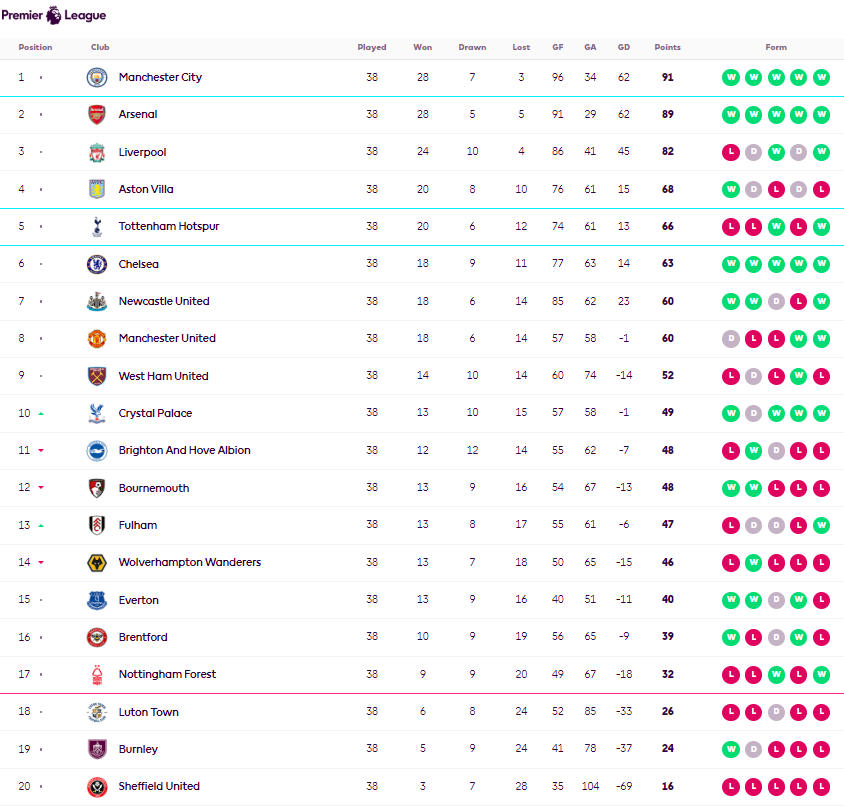 Premier League
Position Club Played Won Drawn Lost GF GA GD Points Form
1 Manchester City 38 28 7 3 96 34 62 91 W W W W W
2 Arsenal 38 28 5 5 91 29 62 89 W W W W W
3 Liverpool 38 24 10 4 86 41 45 82 L D W D W
4 Aston Villa 38 20 8 10 76 61 15 68 W D L D L
5 Tottenham Hotspur 38 20 6 12 74 61 13 66 L L W L W
6 Chelsea 38 18 9 11 77 63 14 63 W W W W W
7 Newcastle United 38 18 6 14 85 62 23 60 W W D L W
8 Manchester United 38 18 6 14 57 58 -1 60 D L L W W
9 West Ham United 38 14 10 14 60 74 -14 52 L D L W L
10 Crystal Palace 38 13 10 15 57 58 -1 49 W D W W W
11 Brighton And Hove Albion 38 12 12 14 55 62 -7 48 L W D L L
12 Bournemouth 38 13 9 16 54 67 -13 48 W W L L L
13 Fulham 38 13 8 17 55 61 -6 47 L D D L W
14 Wolverhampton Wanderers 38 13 7 18 50 65 -15 46 L W L L L
15 Everton 38 13 9 16 40 51 -11 40 W W D W L
16 Brentford 38 10 9 19 56 65 -9 39 W L D W L
17 Nottingham Forest 38 9 9 20 49 67 -18 32 L L W L W
18 Luton Town 38 6 8 24 52 85 -33 26 L L D L L
19 Burnley 38 5 9 24 41 78 -37 24 W D L L L
20 Sheffield United 38 3 7 28 35 104 -69 16 L L L L L